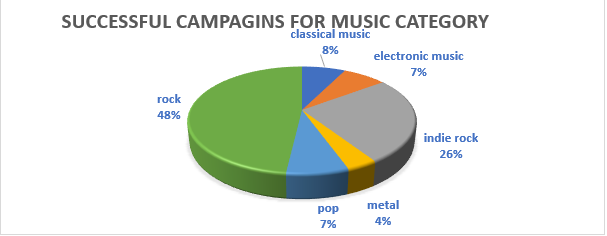 SUCCESSFUL CAMPAGINS FOR MUSIC CATEGORY
classical music
8%
electronic music
7%
rock
48%
indie rock
26%
metal
4%
pop
7%